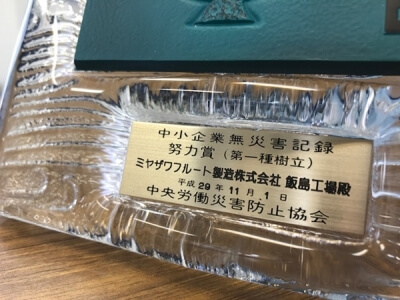 中小企業無災害記録
努力賞（第一種樹立）
ミヤザワフルート製造株式会社 飯島工場殿
平成29年11月1日
中央労働災害防止協会